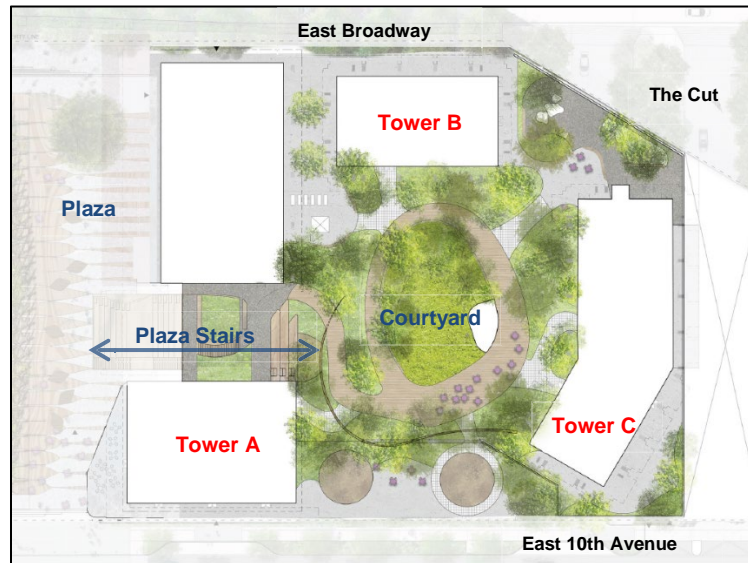 East Broadway
The Cut
Tower B
Plaza
Courtyard
Plaza Stairs
Tower C
Tower A
East 10th Avenue